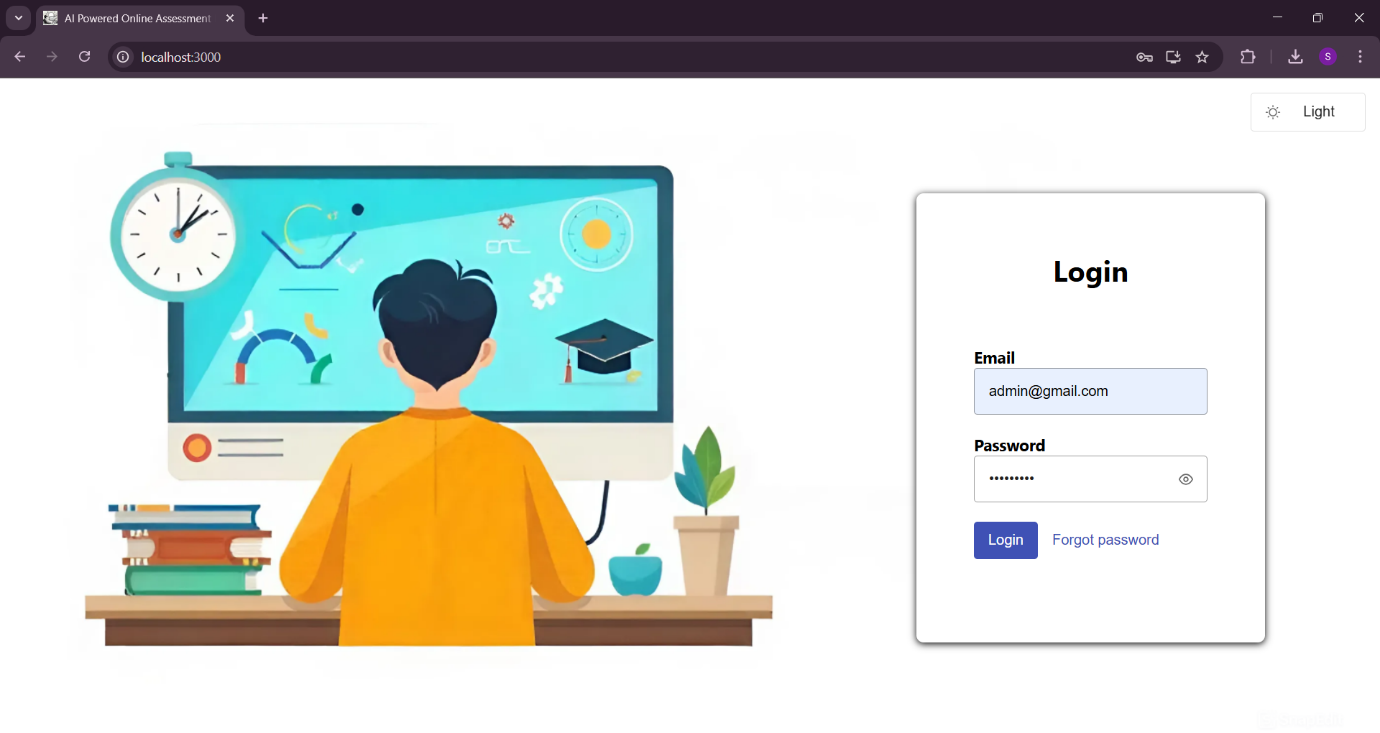 AI Powered Online Assessment
localhost:3000
S
Light
Login
Email
admin@gmail.com
Password
•••••••••
Login Forgot password